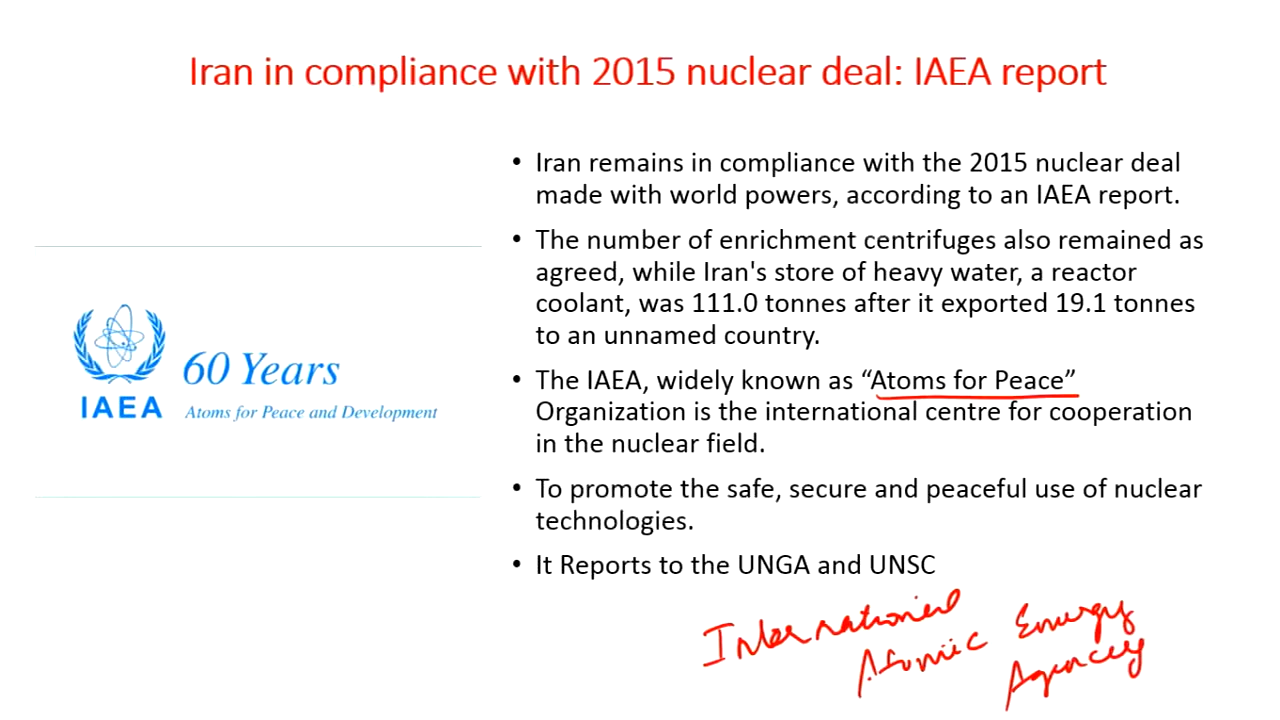 Iran in compliance with 2015 nuclear deal: IAEA report
• Iran remains in compliance with the 2015 nuclear deal
made with world powers, according to an IAEA report.
• The number of enrichment centrifuges also remained as
agreed, while Iran's store of heavy water, a reactor
coolant, was 111.0 tonnes after it exported 19.1 tonnes
to an unnamed country.
• The IAEA, widely known as “Atoms for Peace”
Organization is the international centre for cooperation
in the nuclear field.
• To promote the safe, secure and peaceful use of nuclear
technologies.
• It Reports to the UNGA and UNSC
60 Years
IAEA
Atoms for Peace and Development
International
Atomic Energy
Agency